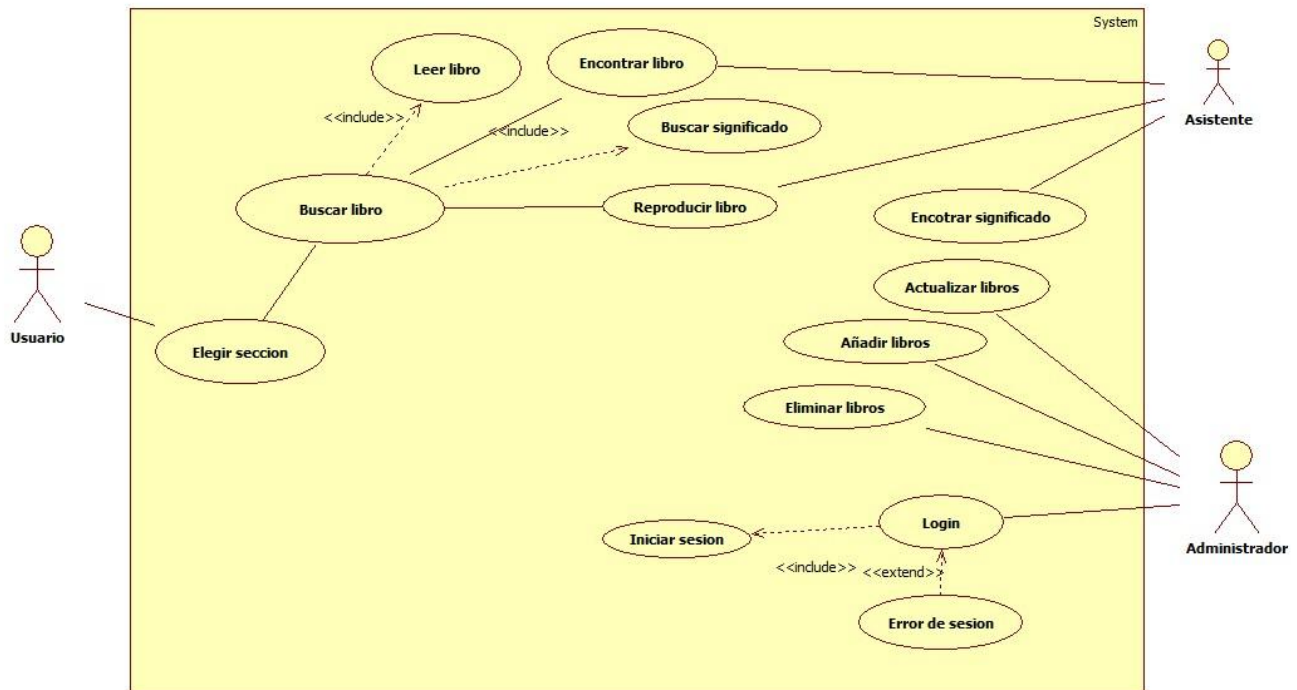 System
Leer libro
Encontrar libro
<<include>>
<<include>>
Buscar significado
Asistente
Buscar libro
Reproducir libro
Encotrar significado
Usuario
Actualizar libros
Elegir seccion
Añadir libros
Eliminar libros
Login
Iniciar sesion
Administrador
<<include>>
<<extend>>
Error de sesion